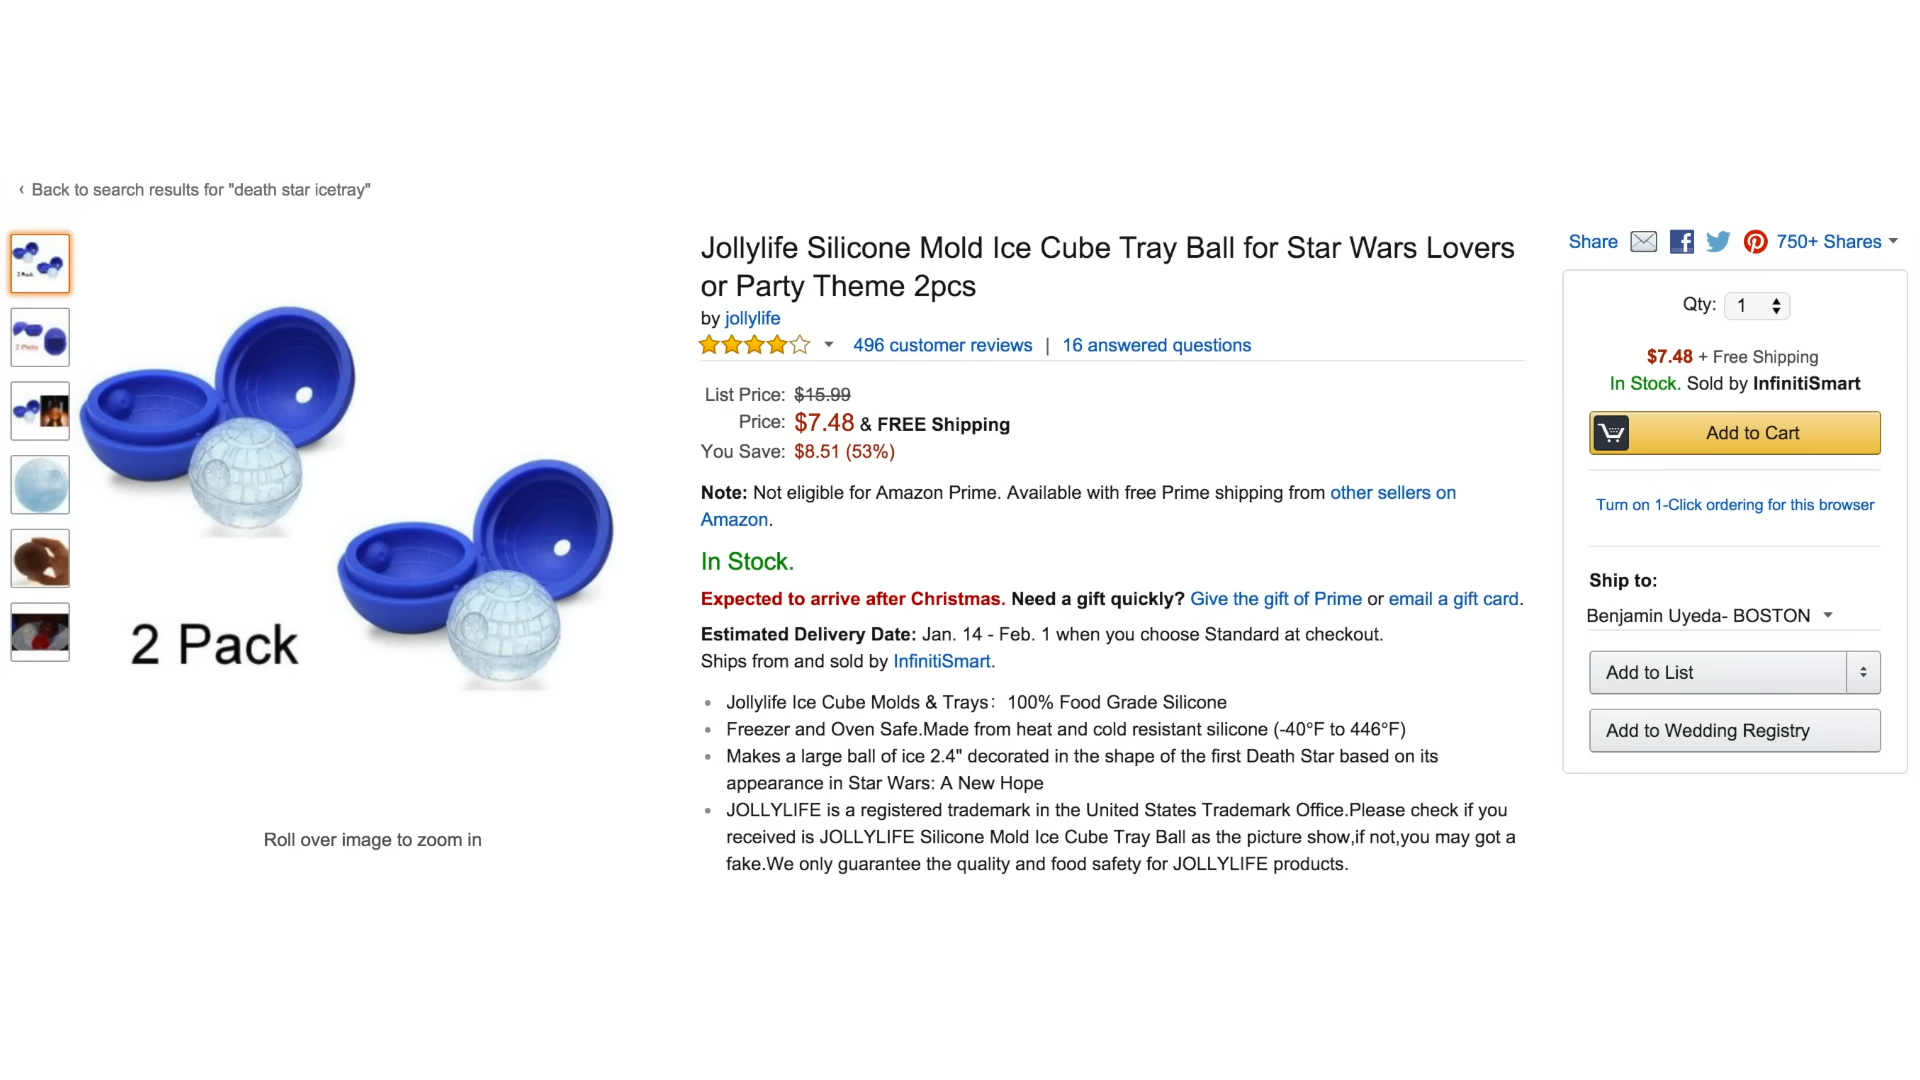 ‹ Back to search results for "death star icetray"
2 Pack
Roll over image to zoom in
Jollylife Silicone Mold Ice Cube Tray Ball for Star Wars Lovers
or Party Theme 2pcs
by jollylife
496 customer reviews | 16 answered questions
List Price: $15.99
Price: $7.48 & FREE Shipping
You Save: $8.51 (53%)
Note: Not eligible for Amazon Prime. Available with free Prime shipping from other sellers on
Amazon.
In Stock.
Expected to arrive after Christmas. Need a gift quickly? Give the gift of Prime or email a gift card.
Estimated Delivery Date: Jan. 14 - Feb. 1 when you choose Standard at checkout.
Ships from and sold by InfinitiSmart.
• Jollylife Ice Cube Molds & Trays：100% Food Grade Silicone
• Freezer and Oven Safe.Made from heat and cold resistant silicone (-40°F to 446°F)
• Makes a large ball of ice 2.4" decorated in the shape of the first Death Star based on its
appearance in Star Wars: A New Hope
• JOLLYLIFE is a registered trademark in the United States Trademark Office.Please check if you
received is JOLLYLIFE Silicone Mold Ice Cube Tray Ball as the picture show,if not,you may got a
fake.We only guarantee the quality and food safety for JOLLYLIFE products.
Share 750+ Shares
Qty: 1
$7.48 + Free Shipping
In Stock. Sold by InfinitiSmart
Add to Cart
Turn on 1-Click ordering for this browser
Ship to:
Benjamin Uyeda- BOSTON
Add to List
Add to Wedding Registry
2 Pack
2 Packs